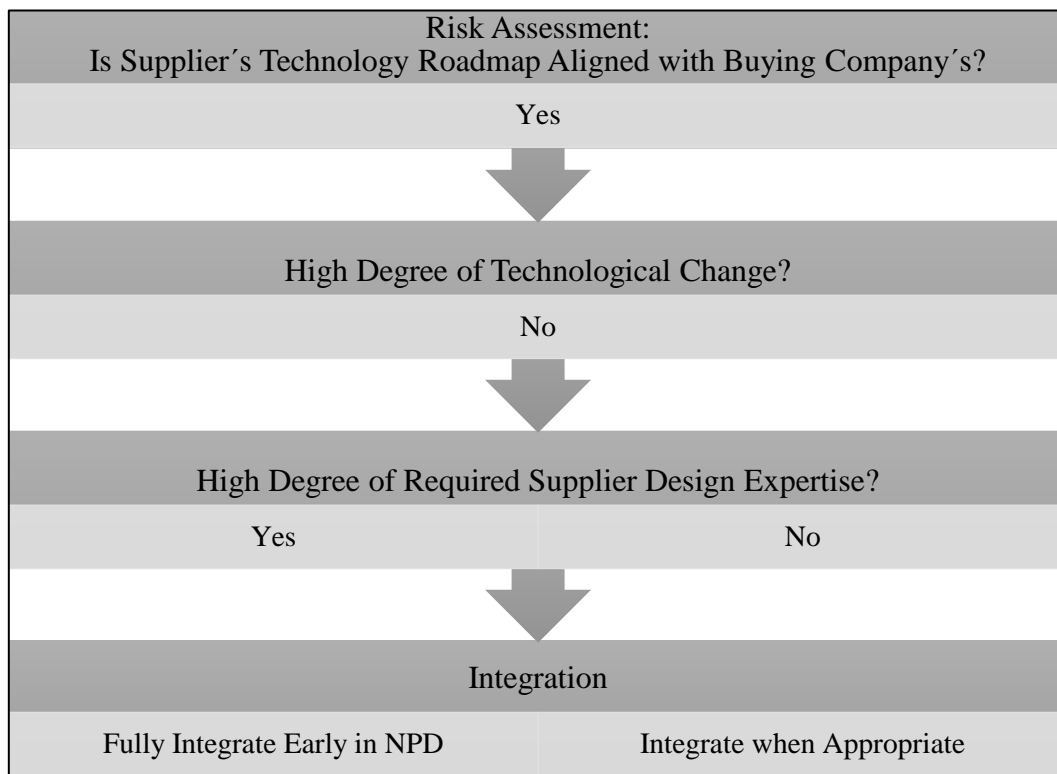 Risk Assessment:
Is Supplier´s Technology Roadmap Aligned with Buying Company´s?
Yes
High Degree of Technological Change?
No
High Degree of Required Supplier Design Expertise?
Yes
No
Integration
Fully Integrate Early in NPD
Integrate when Appropriate